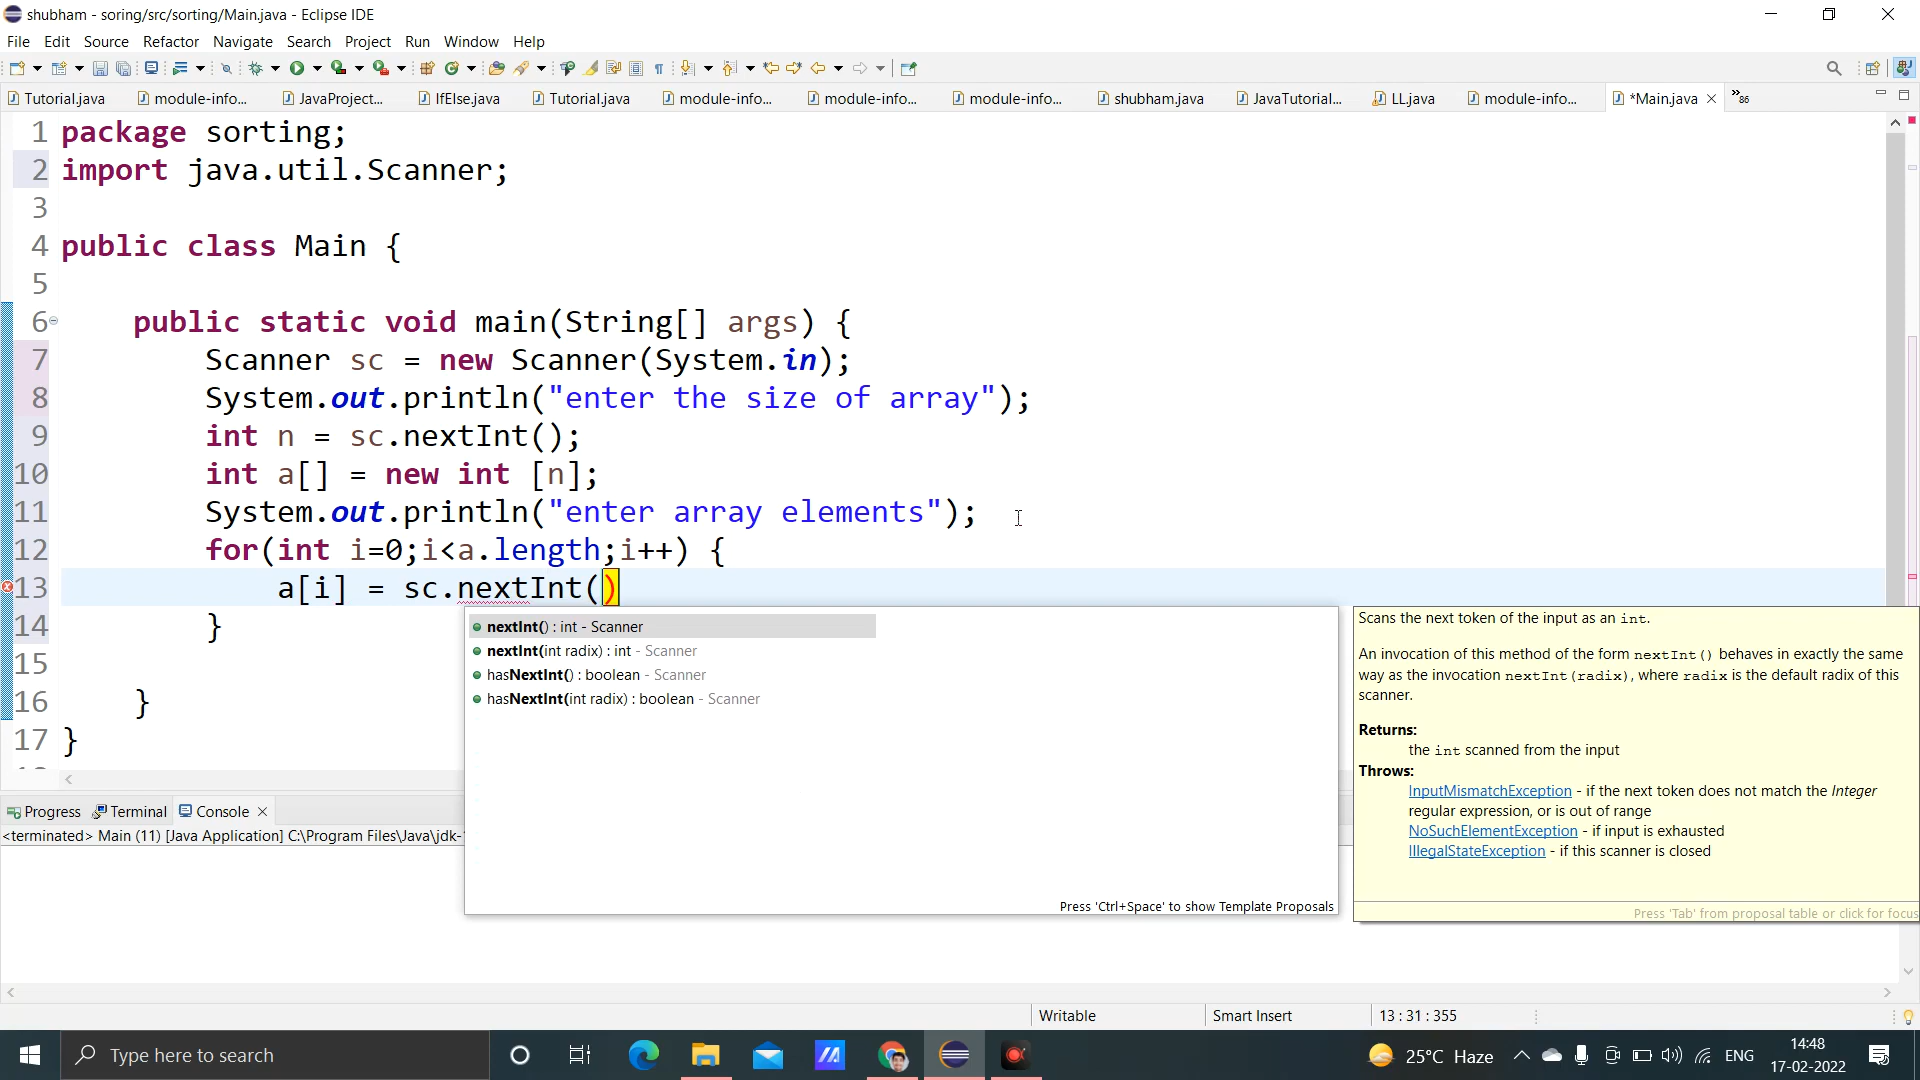 shubham - soring/src/sorting/Main.java - Eclipse IDE
File Edit Source Refactor Navigate Search Project Run Window Help
Tutorial.java module-info... JavaProject... IfElse.java Tutorial.java module-info... module-info... module-info... shubham.java JavaTutorial... LL.java module-info... *Main.java »86
1 package sorting;
2 import java.util.Scanner;
3
4 public class Main {
5
6 public static void main(String[] args) {
7 Scanner sc = new Scanner(System.in);
8 System.out.println("enter the size of array");
9 int n = sc.nextInt();
10 int a[] = new int [n];
11 System.out.println("enter array elements");
12 for(int i=0;i<a.length;i++) {
13 a[i] = sc.nextInt()
14 }
15
16 }
17 }
nextInt() : int - Scanner
nextInt(int radix) : int - Scanner
hasNextInt() : boolean - Scanner
hasNextInt(int radix) : boolean - Scanner
Press 'Ctrl+Space' to show Template Proposals
Scans the next token of the input as an int.
An invocation of this method of the form nextInt() behaves in exactly the same
way as the invocation nextInt(radix), where radix is the default radix of this
scanner.
Returns:
the int scanned from the input
Throws:
InputMismatchException - if the next token does not match the Integer
regular expression, or is out of range
NoSuchElementException - if input is exhausted
IllegalStateException - if this scanner is closed
Press 'Tab' from proposal table or click for focus
Progress Terminal Console
<terminated> Main (11) [Java Application] C:\Program Files\Java\jdk-
Writable Smart Insert 13 : 31 : 355
Type here to search
25°C Haze ENG
14:48
17-02-2022